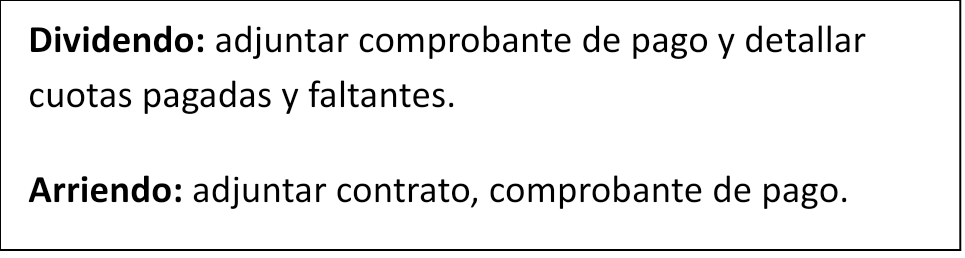 Dividendo: adjuntar comprobante de pago y detallar
cuotas pagadas y faltantes.
Arriendo: adjuntar contrato, comprobante de pago.